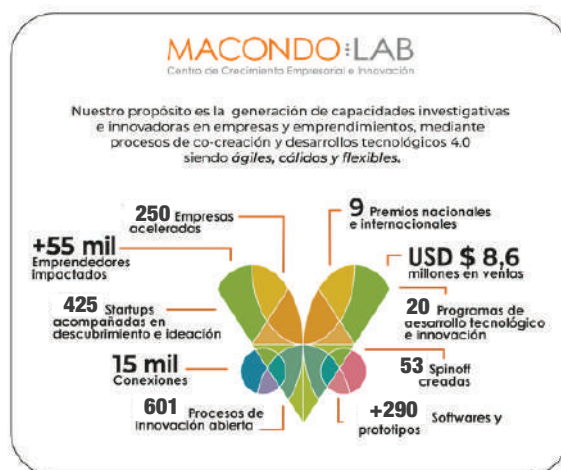 MACONDO LAB
Centro de Crecimiento Empresarial e Innovación
Nuestro propósito es la generación de capacidades investigativas
e innovadoras en empresas y emprendimientos, mediante
procesos de co-creación y desarrollos tecnológicos 4.0
siendo ágiles, cálidos y flexibles.
250 Empresas
aceleradas
+55 mil
Emprendedores
Impactados
425 Startups
acompañadas en
descubrimiento e ideación
15 mil
Conexiones
601 Procesos de
innovación abierta
9 Premios nacionales
e internacionales
USD $ 8,6
millones en ventas
20 Programas de
desarrollo tecnológico
e innovación
53 Spinoff
creadas
+290 Softwares y
prototipos